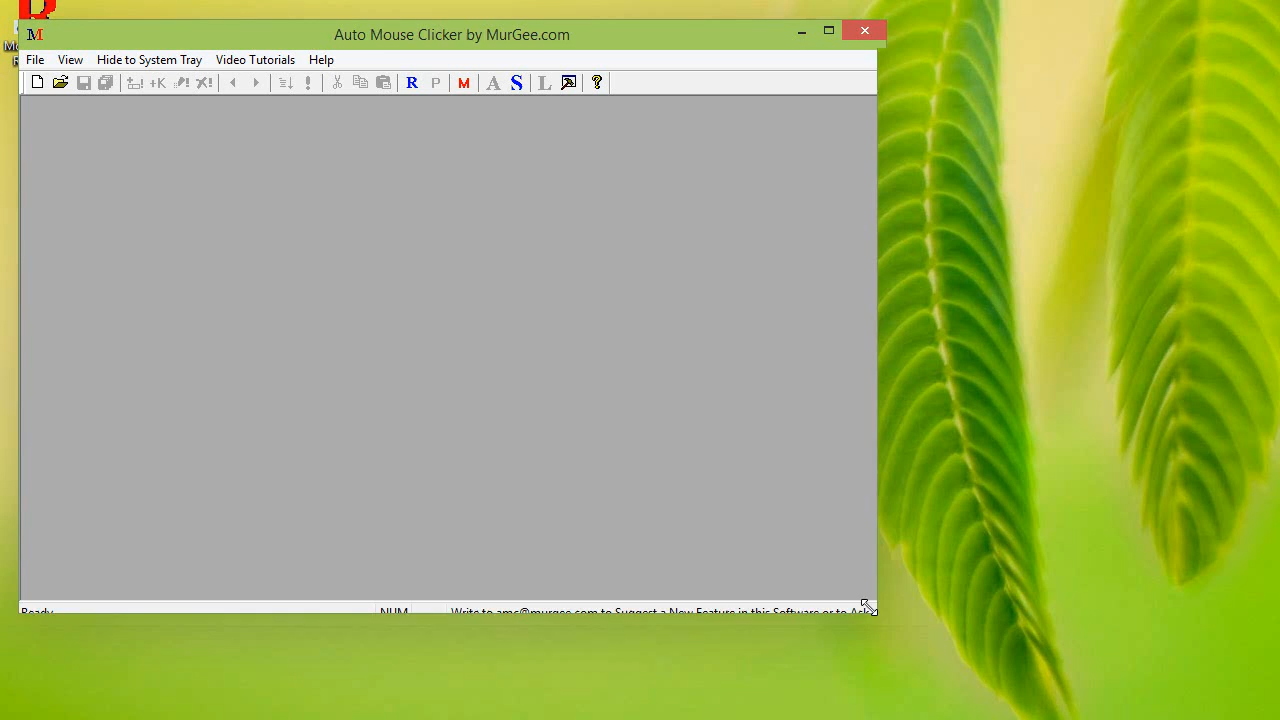 M Auto Mouse Clicker by MurGee.com
File View Hide to System Tray Video Tutorials Help
+K R P M A S L ?
Ready NUM Write to amc@murgee.com to Suggest a New Feature in this Software or to Ask